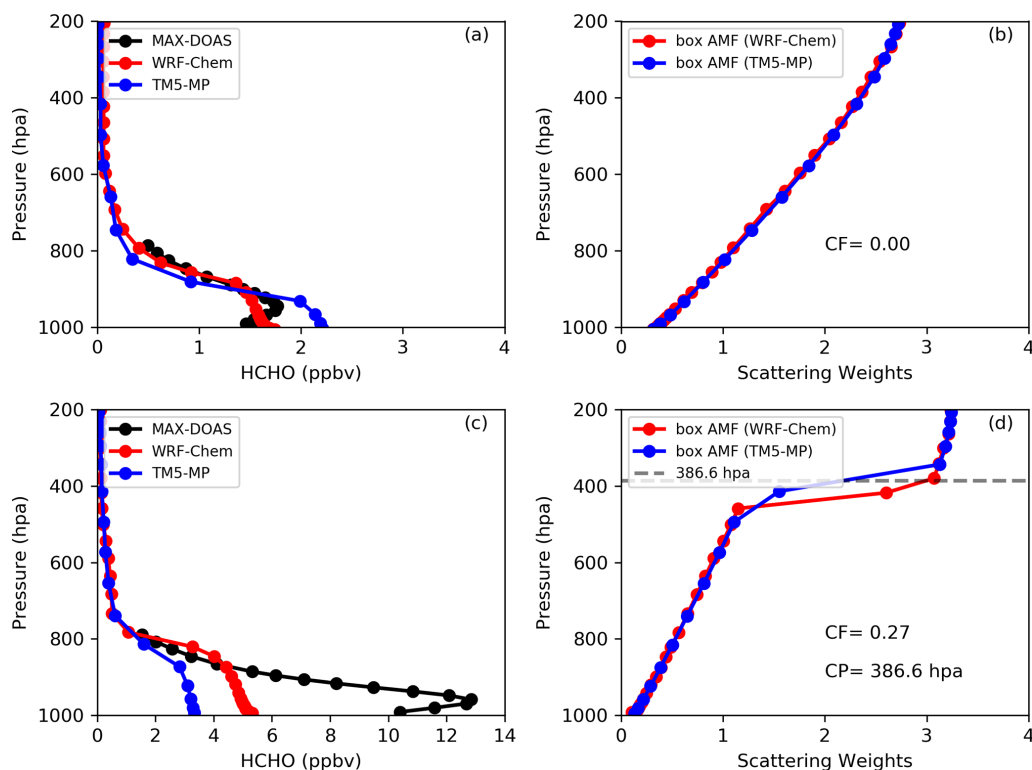 200
400
600
800
1000
Pressure (hpa)
0
1
2
3
4
HCHO (ppbv)
(a)
MAX-DOAS
WRF-Chem
TM5-MP
200
400
600
800
1000
Pressure (hpa)
0
1
2
3
4
Scattering Weights
(b)
box AMF (WRF-Chem)
box AMF (TM5-MP)
CF= 0.00
200
400
600
800
1000
Pressure (hpa)
0
2
4
6
8
10
12
14
HCHO (ppbv)
(c)
MAX-DOAS
WRF-Chem
TM5-MP
200
400
600
800
1000
Pressure (hpa)
0
1
2
3
4
Scattering Weights
(d)
box AMF (WRF-Chem)
box AMF (TM5-MP)
386.6 hpa
CF= 0.27
CP= 386.6 hpa